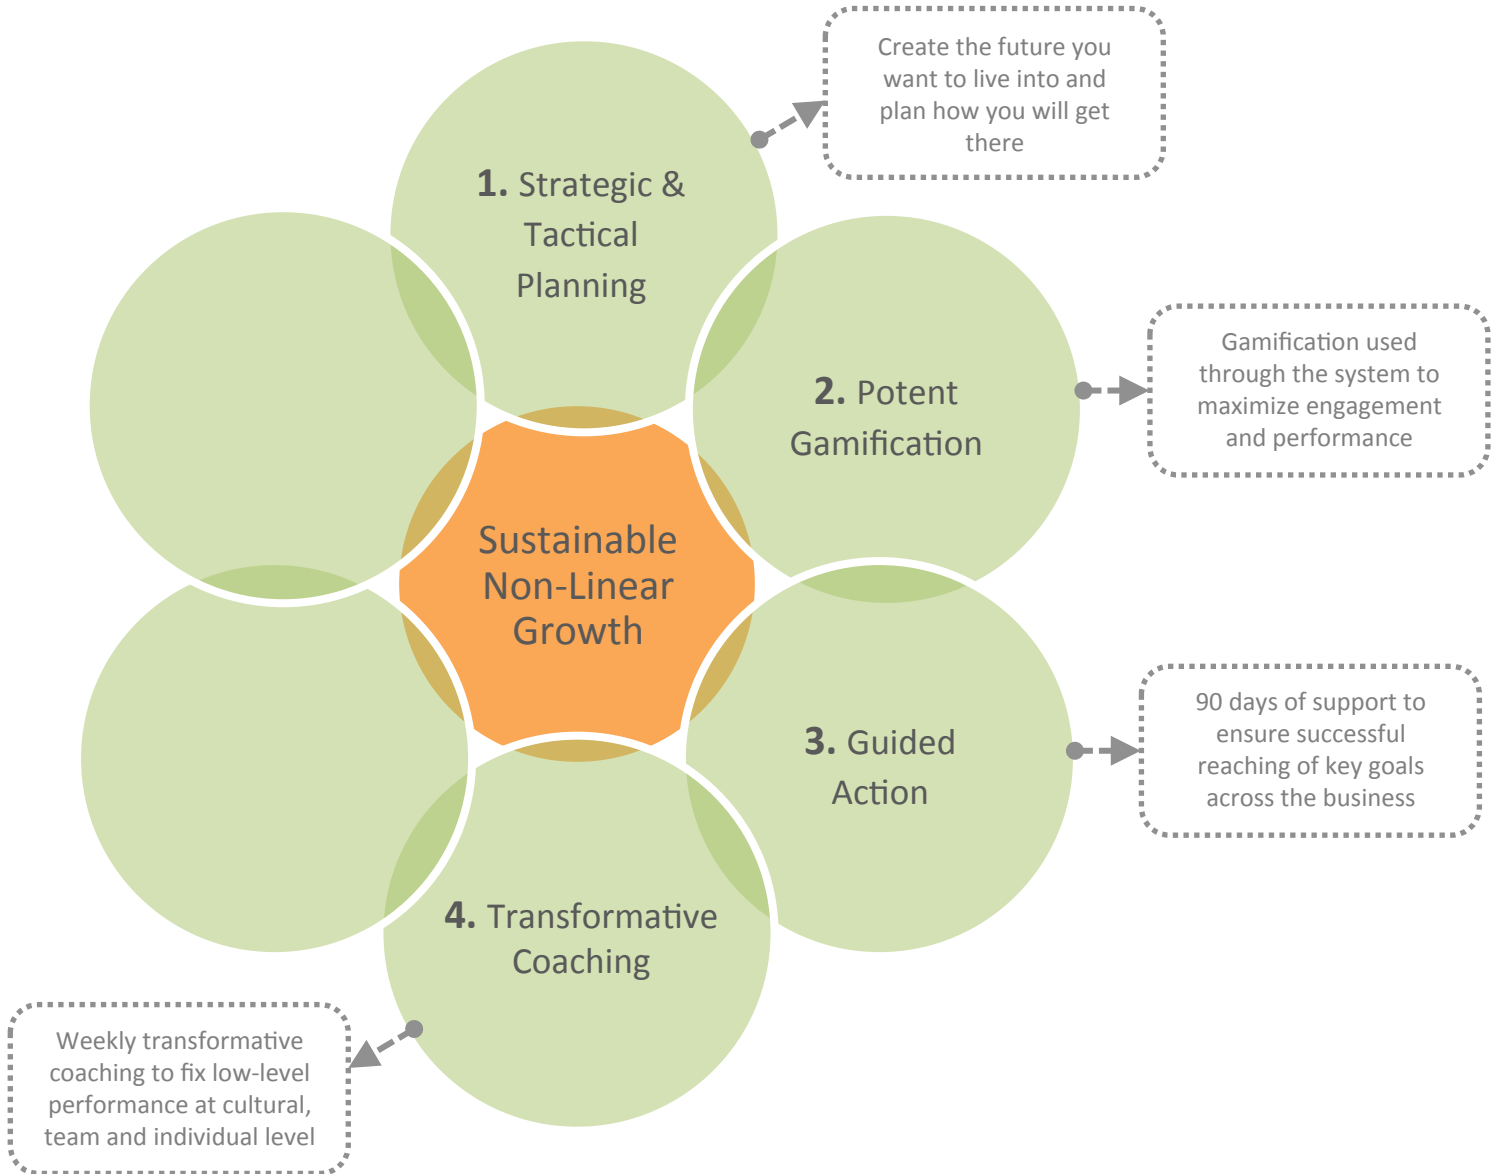 Create the future you
want to live into and
plan how you will get
there
1. Strategic &
Tactical
Planning
Gamification used
through the system to
maximize engagement
and performance
2. Potent
Gamification
Sustainable
Non-Linear
Growth
90 days of support to
ensure successful
reaching of key goals
across the business
3. Guided
Action
4. Transformative
Coaching
Weekly transformative
coaching to fix low-level
performance at cultural,
team and individual level